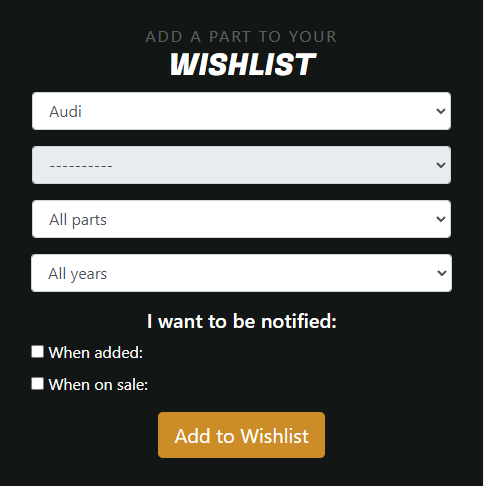 ADD A PART TO YOUR
WISHLIST
Audi
----------
All parts
All years
I want to be notified:
When added:
When on sale:
Add to Wishlist